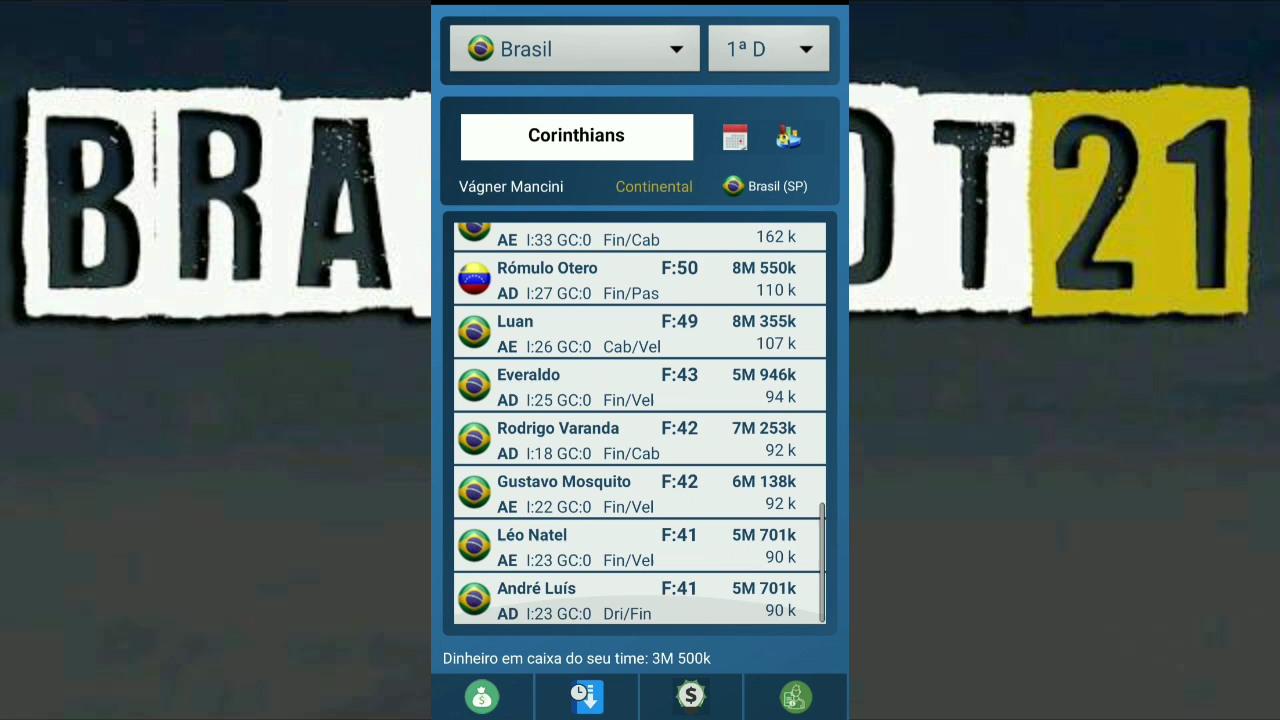 BRA
OT21
Brasil
1ª D
Corinthians
Vágner Mancini Continental Brasil (SP)
AE I:33 GC:0 Fin/Cab 162 k
Rómulo Otero F:50 8M 550k
AD I:27 GC:0 Fin/Pas 110 k
Luan F:49 8M 355k
AE I:26 GC:0 Cab/Vel 107 k
Everaldo F:43 5M 946k
AD I:25 GC:0 Fin/Vel 94 k
Rodrigo Varanda F:42 7M 253k
AD I:18 GC:0 Fin/Cab 92 k
Gustavo Mosquito F:42 6M 138k
AE I:22 GC:0 Fin/Vel 92 k
Léo Natel F:41 5M 701k
AE I:23 GC:0 Fin/Vel 90 k
André Luís F:41 5M 701k
AD I:23 GC:0 Dri/Fin 90 k
Dinheiro em caixa do seu time: 3M 500k